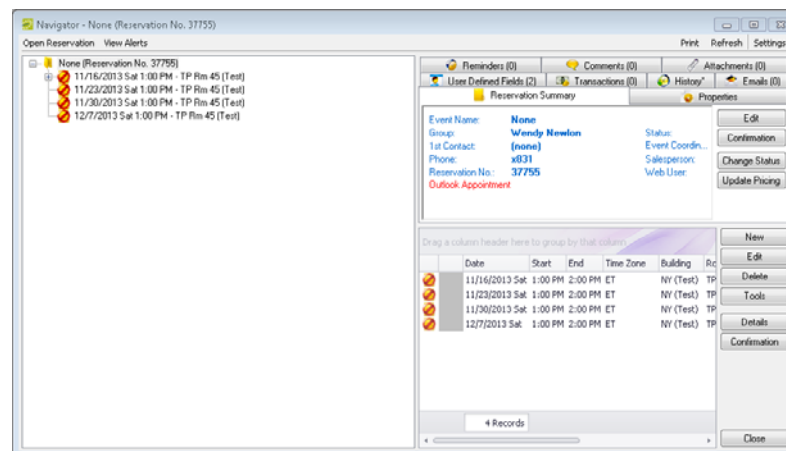 Navigator - None (Reservation No. 37755)
Open Reservation View Alerts Print Refresh Settings
None (Reservation No. 37755)
11/16/2013 Sat 1:00 PM - TP Rm 45 (Test)
11/23/2013 Sat 1:00 PM - TP Rm 45 (Test)
11/30/2013 Sat 1:00 PM - TP Rm 45 (Test)
12/7/2013 Sat 1:00 PM - TP Rm 45 (Test)
Reminders (0) Comments (0) Attachments (0)
User Defined Fields (2) Transactions (0) History* Emails (0)
Reservation Summary Properties
Event Name: None
Group: Wendy Newlon Status:
1st Contact: (none) Event Coordin...
Phone: x831 Salesperson:
Reservation No.: 37755 Web User:
Outlook Appointment
Edit
Confirmation
Change Status
Update Pricing
Drag a column header here to group by that column
Date Start End Time Zone Building Ro
11/16/2013 Sat 1:00 PM 2:00 PM ET NY (Test) TP
11/23/2013 Sat 1:00 PM 2:00 PM ET NY (Test) TP
11/30/2013 Sat 1:00 PM 2:00 PM ET NY (Test) TP
12/7/2013 Sat 1:00 PM 2:00 PM ET NY (Test) TP
4 Records
New
Edit
Delete
Tools
Details
Confirmation
Close